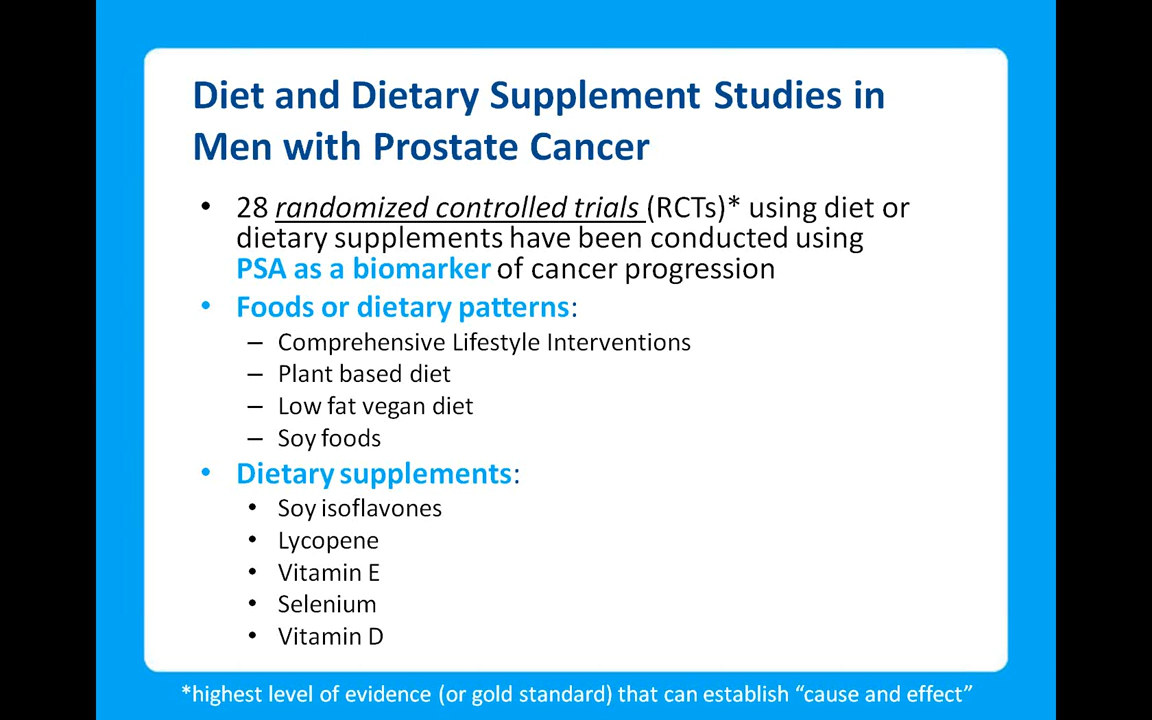 Diet and Dietary Supplement Studies in
Men with Prostate Cancer
• 28 randomized controlled trials (RCTs)* using diet or
dietary supplements have been conducted using
PSA as a biomarker of cancer progression
• Foods or dietary patterns:
– Comprehensive Lifestyle Interventions
– Plant based diet
– Low fat vegan diet
– Soy foods
• Dietary supplements:
• Soy isoflavones
• Lycopene
• Vitamin E
• Selenium
• Vitamin D
*highest level of evidence (or gold standard) that can establish “cause and effect”